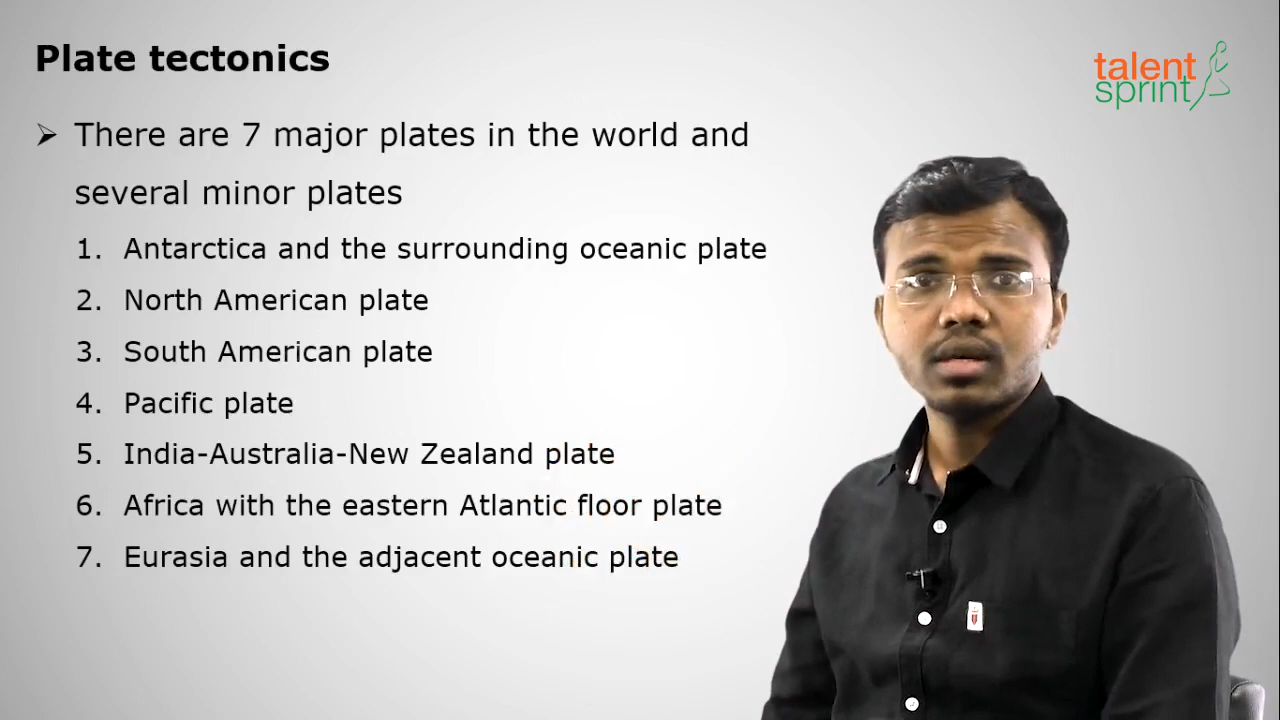 Plate tectonics
talent
sprint
➢ There are 7 major plates in the world and
several minor plates
1. Antarctica and the surrounding oceanic plate
2. North American plate
3. South American plate
4. Pacific plate
5. India-Australia-New Zealand plate
6. Africa with the eastern Atlantic floor plate
7. Eurasia and the adjacent oceanic plate